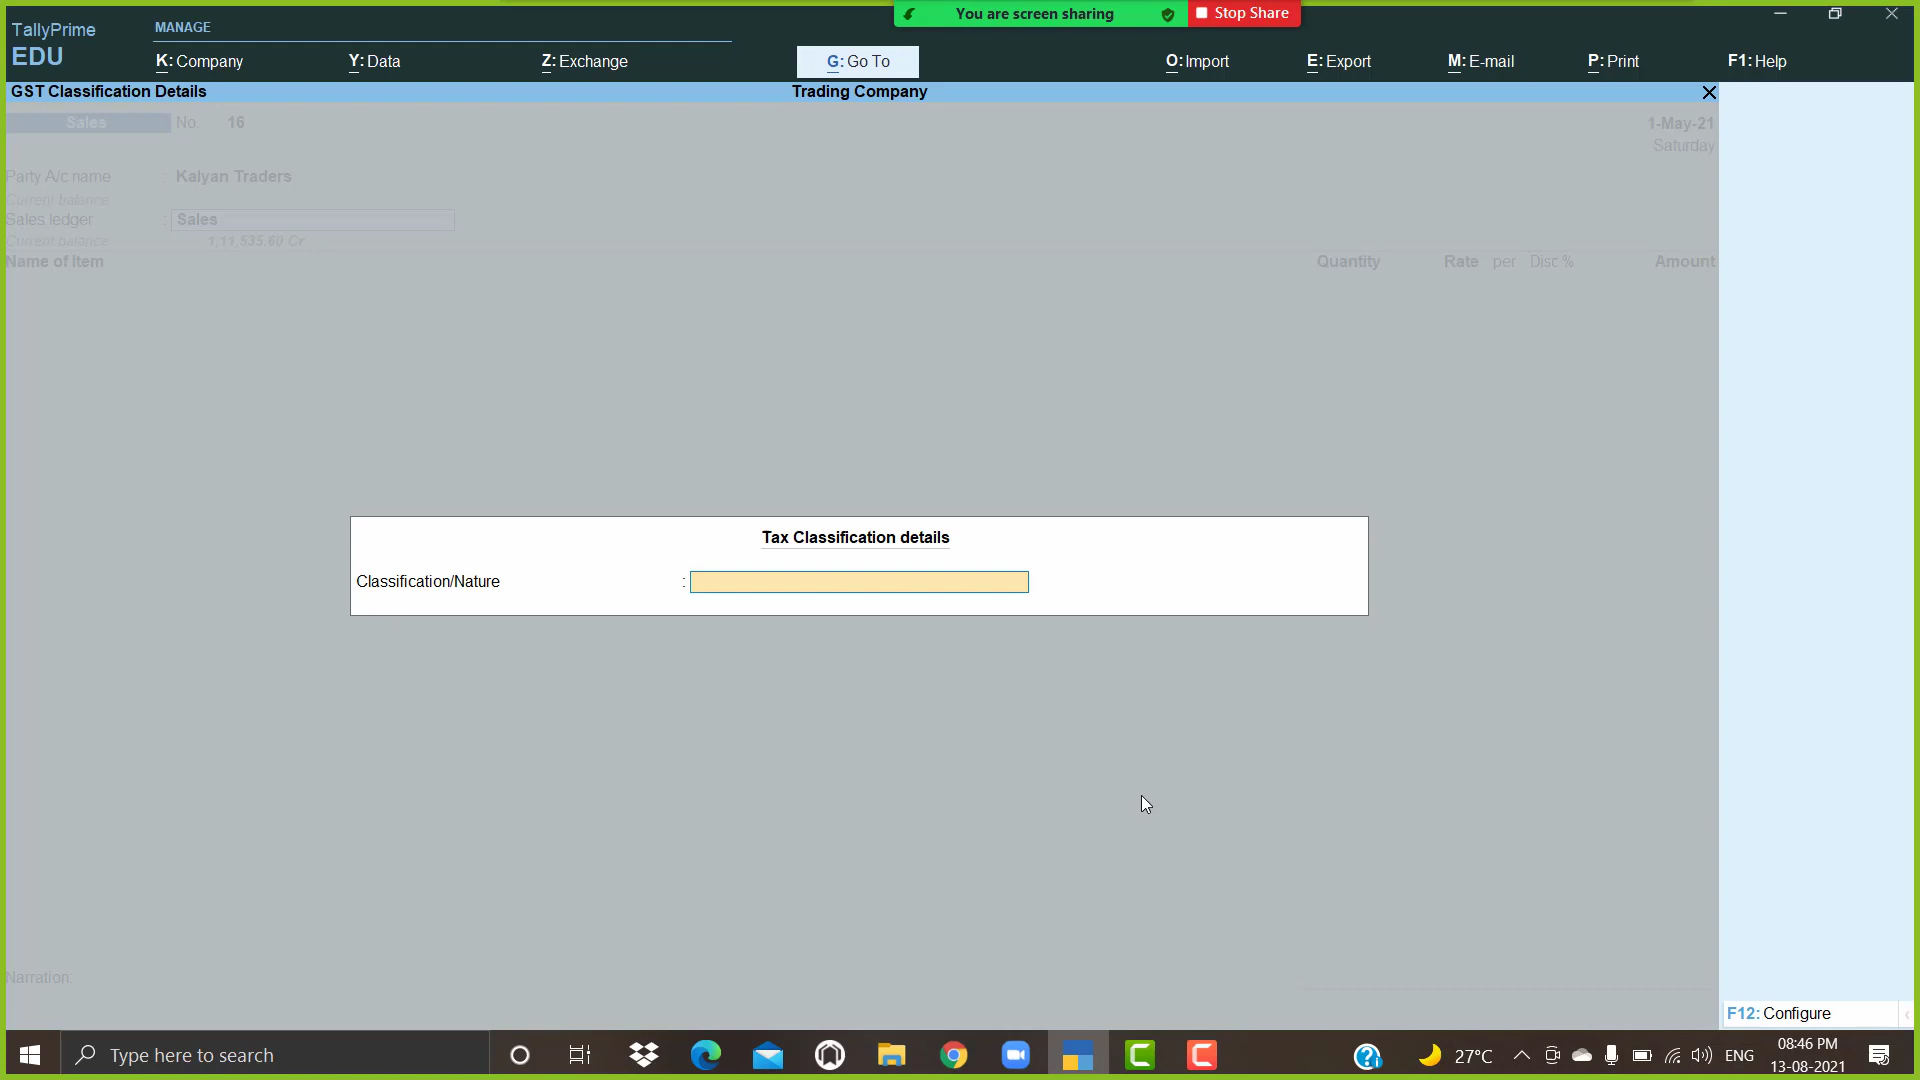 You are screen sharing
Stop Share
TallyPrime
EDU
MANAGE
K: Company
Y: Data
Z: Exchange
G: Go To
O: Import
E: Export
M: E-mail
P: Print
F1: Help
GST Classification Details
Trading Company
Sales No. 16
1-May-21
Saturday
Party A/c name : Kalyan Traders
Current balance
Sales ledger : Sales
Current balance 1,11,535.60 Cr
Name of Item Quantity Rate per Disc % Amount
Tax Classification details
Classification/Nature :
Narration:
F12: Configure
Type here to search
27°C
ENG
08:46 PM
13-08-2021